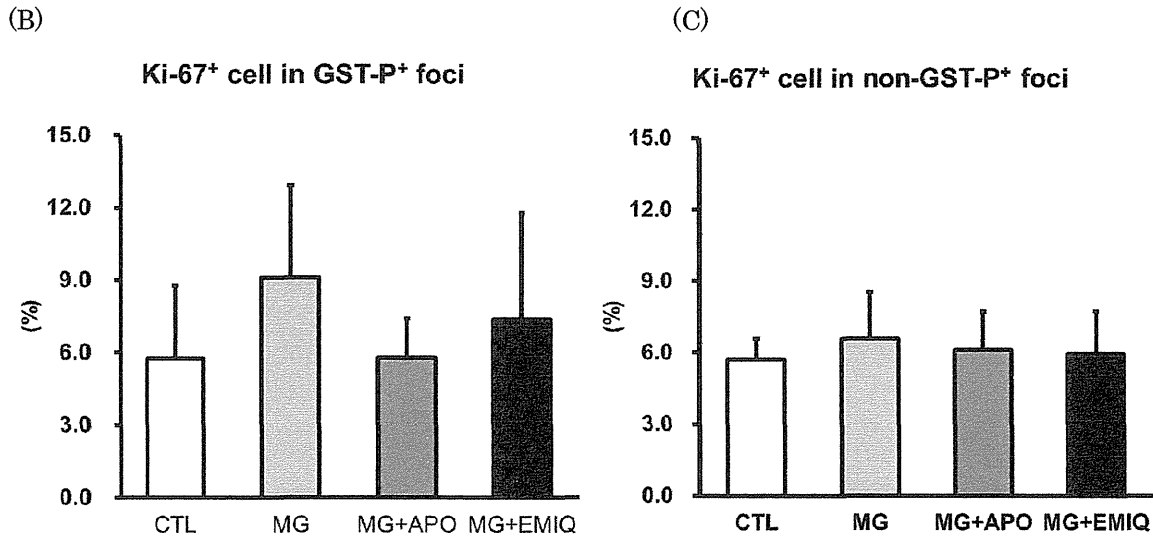 (B)
Ki-67⁺ cell in GST-P⁺ foci
15.0
12.0
9.0
6.0
3.0
0.0
(%)
CTL MG MG+APO MG+EMIQ
(C)
Ki-67⁺ cell in non-GST-P⁺ foci
15.0
12.0
9.0
6.0
3.0
0.0
(%)
CTL MG MG+APO MG+EMIQ